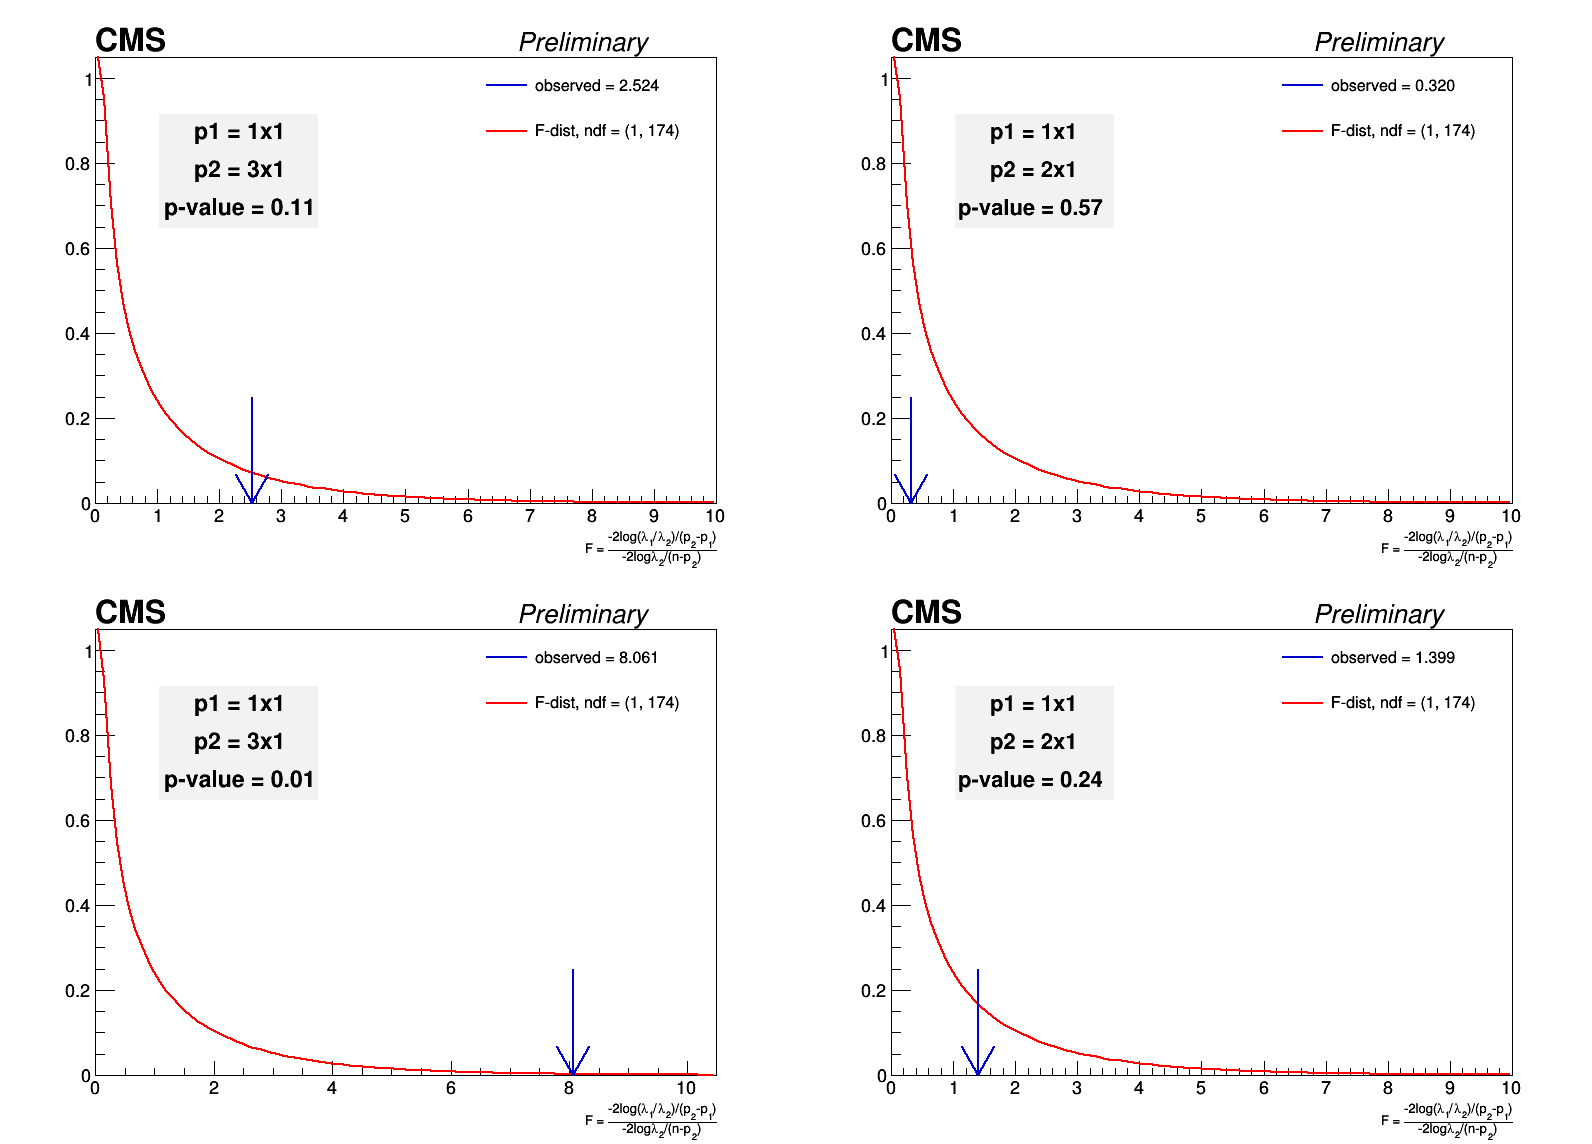 CMS Preliminary
observed = 2.524
F-dist, ndf = (1, 174)
p1 = 1x1
p2 = 3x1
p-value = 0.11
1
0.8
0.6
0.4
0.2
0
0 1 2 3 4 5 6 7 8 9 10
F = -2log(λ1/λ2)/(p2-p1)
-2logλ2/(n-p2)
CMS Preliminary
observed = 0.320
F-dist, ndf = (1, 174)
p1 = 1x1
p2 = 2x1
p-value = 0.57
1
0.8
0.6
0.4
0.2
0
0 1 2 3 4 5 6 7 8 9 10
F = -2log(λ1/λ2)/(p2-p1)
-2logλ2/(n-p2)
CMS Preliminary
observed = 8.061
F-dist, ndf = (1, 174)
p1 = 1x1
p2 = 3x1
p-value = 0.01
1
0.8
0.6
0.4
0.2
0
0 2 4 6 8 10
F = -2log(λ1/λ2)/(p2-p1)
-2logλ2/(n-p2)
CMS Preliminary
observed = 1.399
F-dist, ndf = (1, 174)
p1 = 1x1
p2 = 2x1
p-value = 0.24
1
0.8
0.6
0.4
0.2
0
0 1 2 3 4 5 6 7 8 9 10
F = -2log(λ1/λ2)/(p2-p1)
-2logλ2/(n-p2)